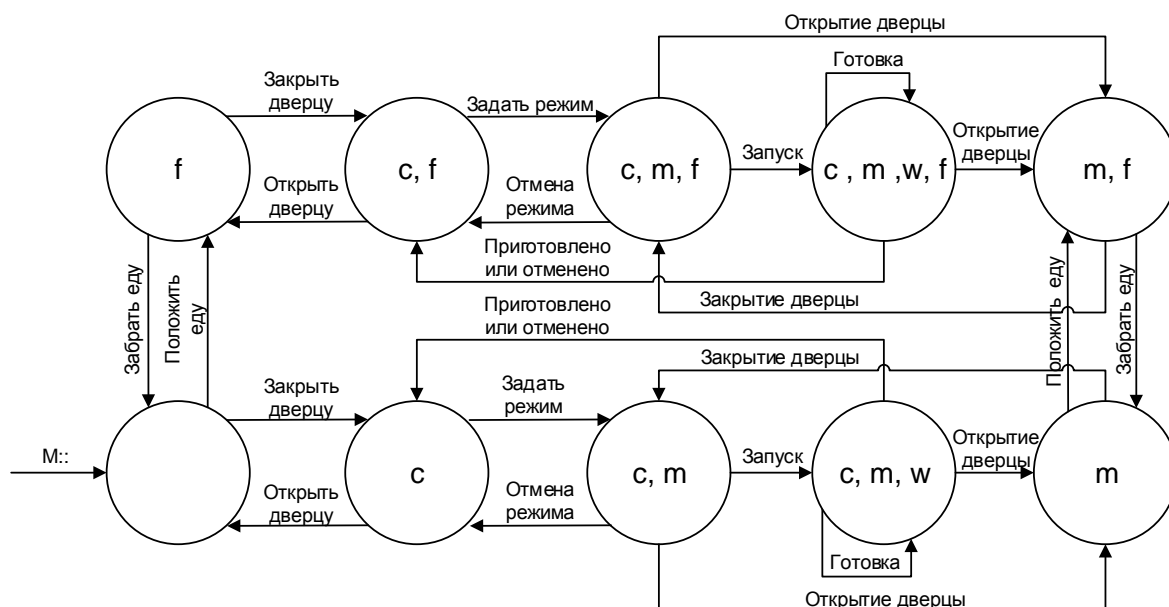 Открытие дверцы
Готовка
Закрыть
дверцу
Задать режим
Запуск
Открытие
дверцы
f
c, f
c, m, f
c , m ,w, f
m, f
Открыть
дверцу
Отмена
режима
Приготовлено
или отменено
Забрать еду
Положить
еду
Закрытие дверцы
Положить еду
Забрать еду
Приготовлено
или отменено
Закрытие дверцы
Закрыть
дверцу
Задать
режим
M::
Запуск
Открытие
дверцы
c
c, m
c, m, w
m
Открыть
дверцу
Отмена
режима
Готовка
Открытие дверцы